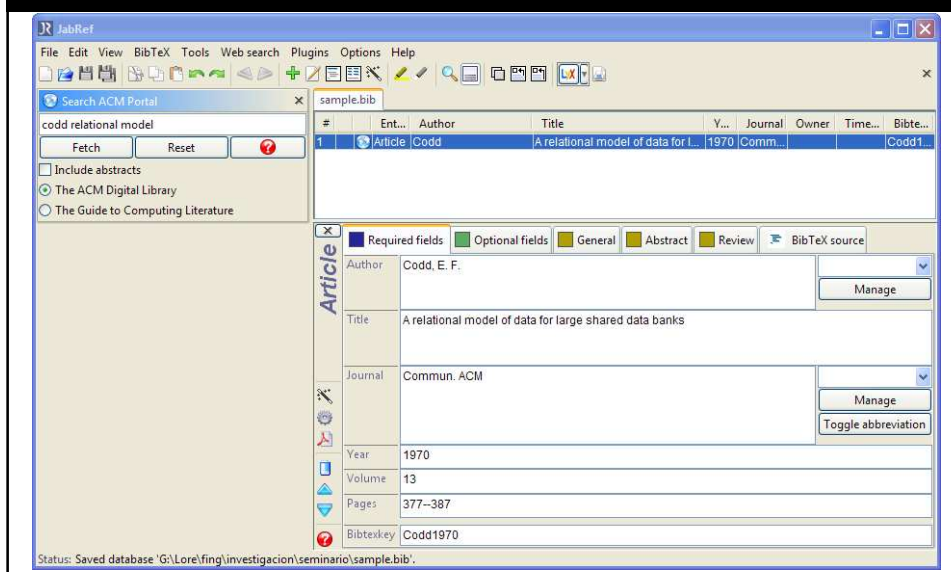 JabRef
File Edit View BibTeX Tools Web search Plugins Options Help
Search ACM Portal
codd relational model
Fetch Reset
Include abstracts
The ACM Digital Library
The Guide to Computing Literature
sample.bib
# Ent... Author Title Y... Journal Owner Time... Bibte...
1 Article Codd A relational model of data for l... 1970 Comm... Codd1...
Article
Required fields Optional fields General Abstract Review BibTeX source
Author Codd, E. F.
Manage
Title A relational model of data for large shared data banks
Journal Commun. ACM
Manage
Toggle abbreviation
Year 1970
Volume 13
Pages 377--387
Bibtexkey Codd1970
Status: Saved database 'G:\Lore\fing\investigacion\seminario\sample.bib'.